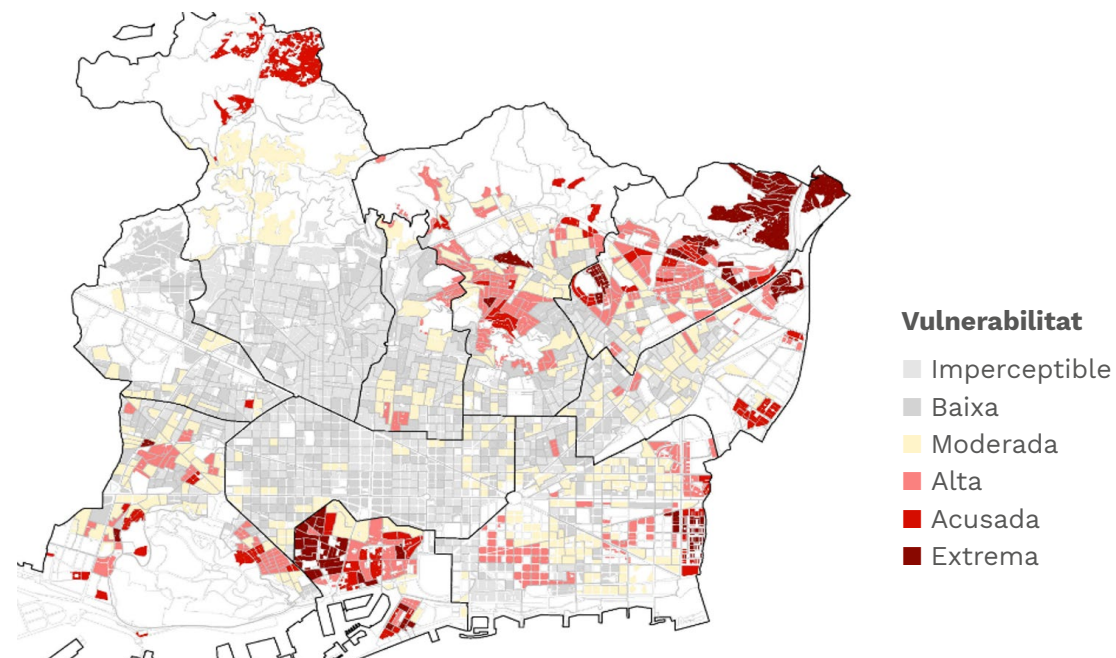 Vulnerabilitat
Imperceptible
Baixa
Moderada
Alta
Acusada
Extrema